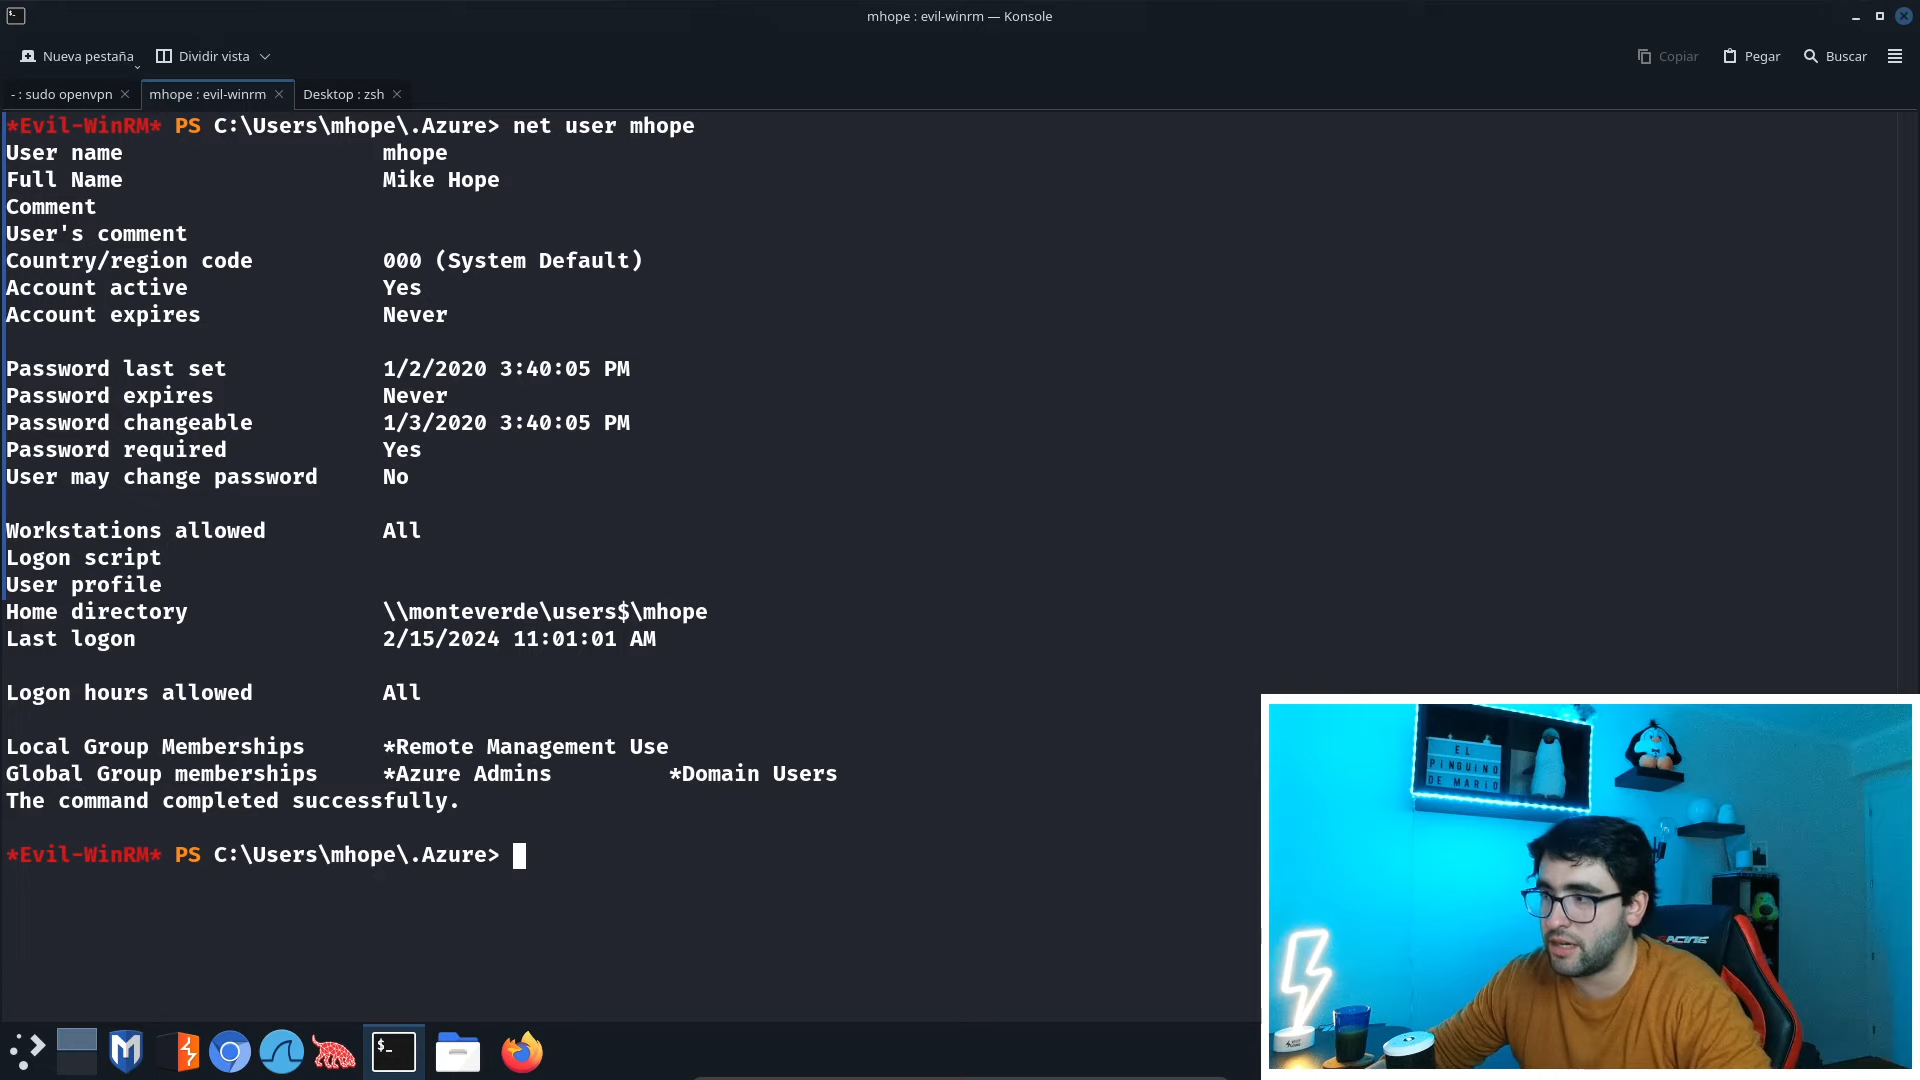 mhope : evil-winrm — Konsole
Nueva pestaña
Dividir vista
Copiar
Pegar
Buscar
- : sudo openvpn
mhope : evil-winrm
Desktop : zsh
*Evil-WinRM* PS C:\Users\mhope\.Azure> net user mhope
User name mhope
Full Name Mike Hope
Comment
User's comment
Country/region code 000 (System Default)
Account active Yes
Account expires Never
Password last set 1/2/2020 3:40:05 PM
Password expires Never
Password changeable 1/3/2020 3:40:05 PM
Password required Yes
User may change password No
Workstations allowed All
Logon script
User profile
Home directory \\monteverde\users$\mhope
Last logon 2/15/2024 11:01:01 AM
Logon hours allowed All
Local Group Memberships *Remote Management Use
Global Group memberships *Azure Admins *Domain Users
The command completed successfully.
*Evil-WinRM* PS C:\Users\mhope\.Azure>
EL
PINGUINO
DE MARIO
RACING